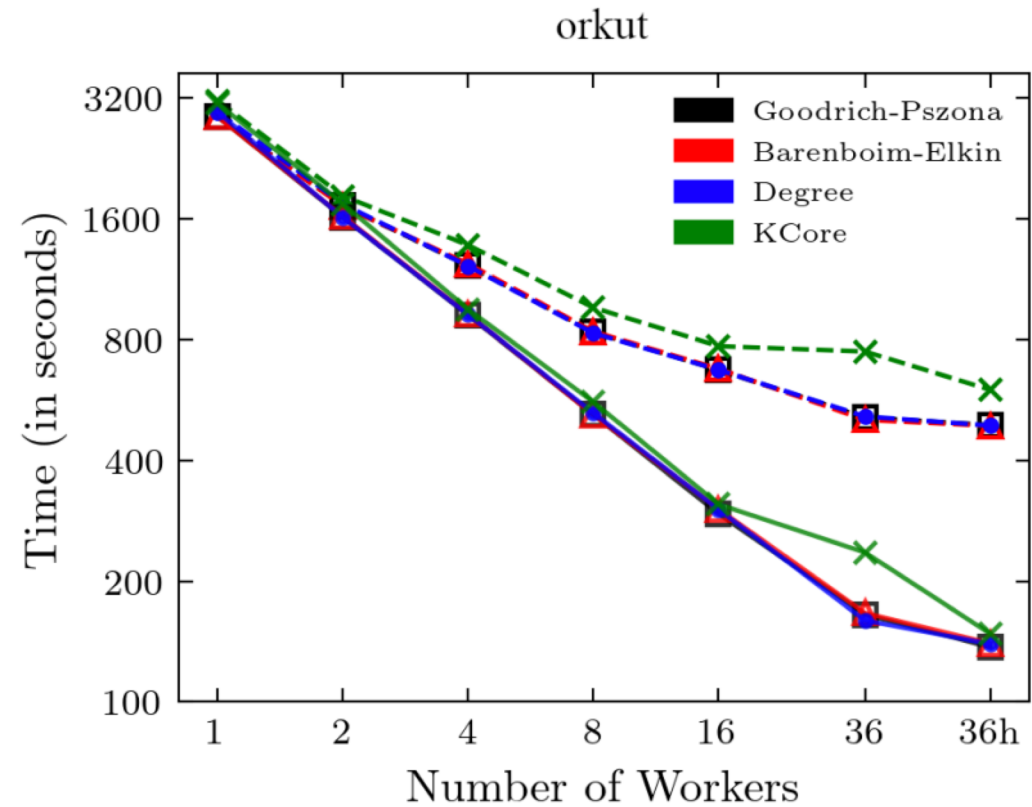 orkut
Time (in seconds)
3200
1600
800
400
200
100
Goodrich-Pszona
Barenboim-Elkin
Degree
KCore
1 2 4 8 16 36 36h
Number of Workers